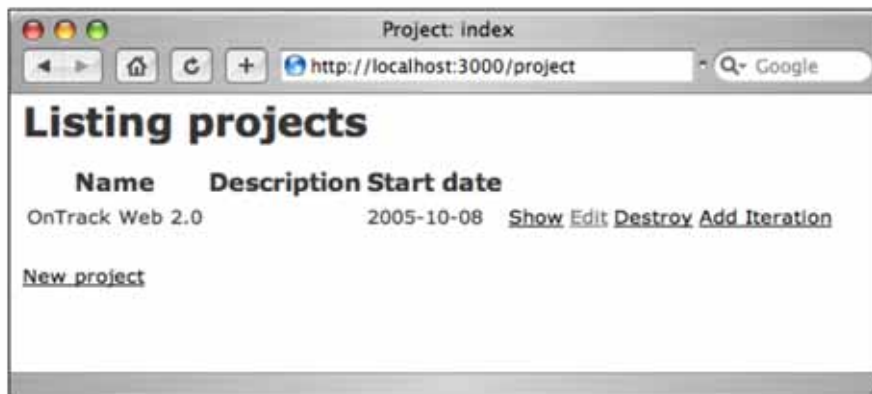 Project: index
http://localhost:3000/project
Google
Listing projects
Name Description Start date
OnTrack Web 2.0 2005-10-08 Show Edit Destroy Add Iteration
New project